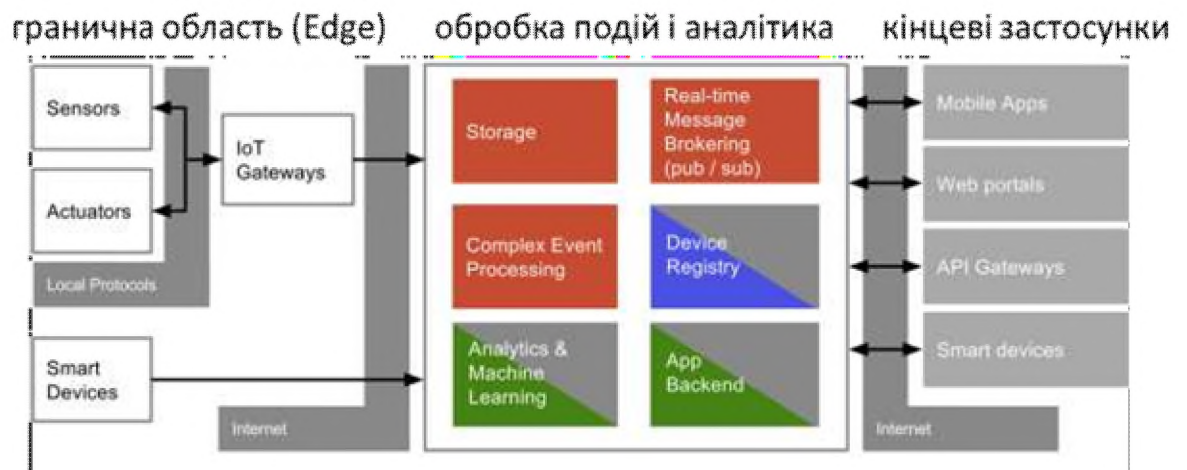 гранична область (Edge)
обробка подій і аналітика
кінцеві застосунки
Sensors
Actuators
Local Protocols
IoT
Gateways
Smart
Devices
Internet
Storage
Real-time
Message
Brokering
(pub / sub)
Complex Event
Processing
Device
Registry
Analytics &
Machine
Learning
App
Backend
Mobile Apps
Web portals
API Gateways
Smart devices
Internet